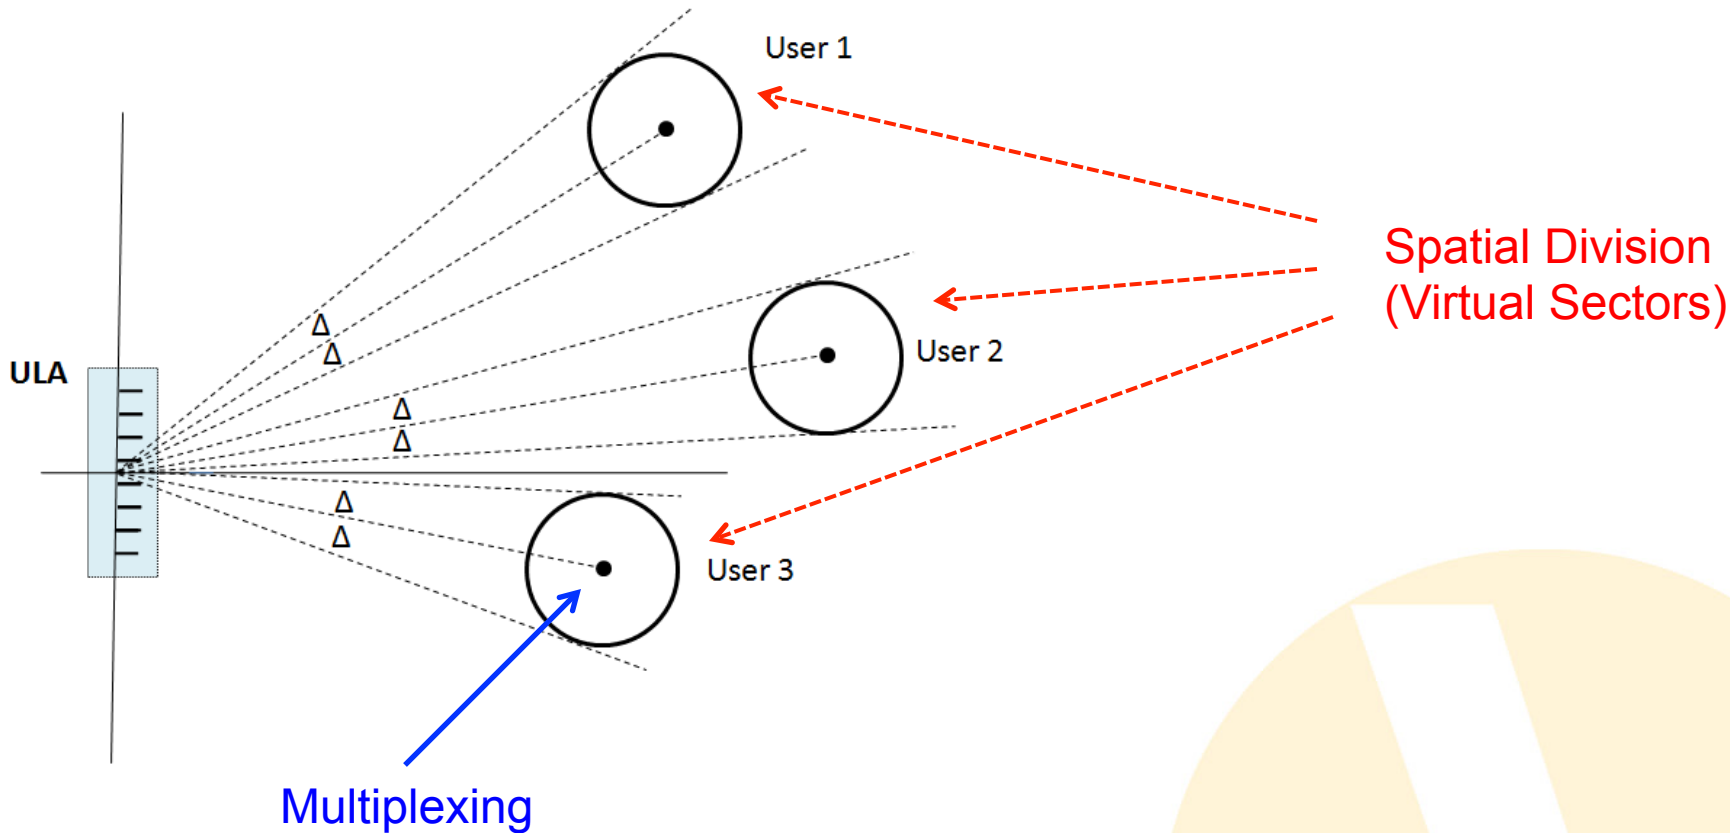 User 1
Spatial Division
(Virtual Sectors)
Δ
Δ
User 2
ULA
Δ
Δ
Δ
Δ
User 3
Multiplexing